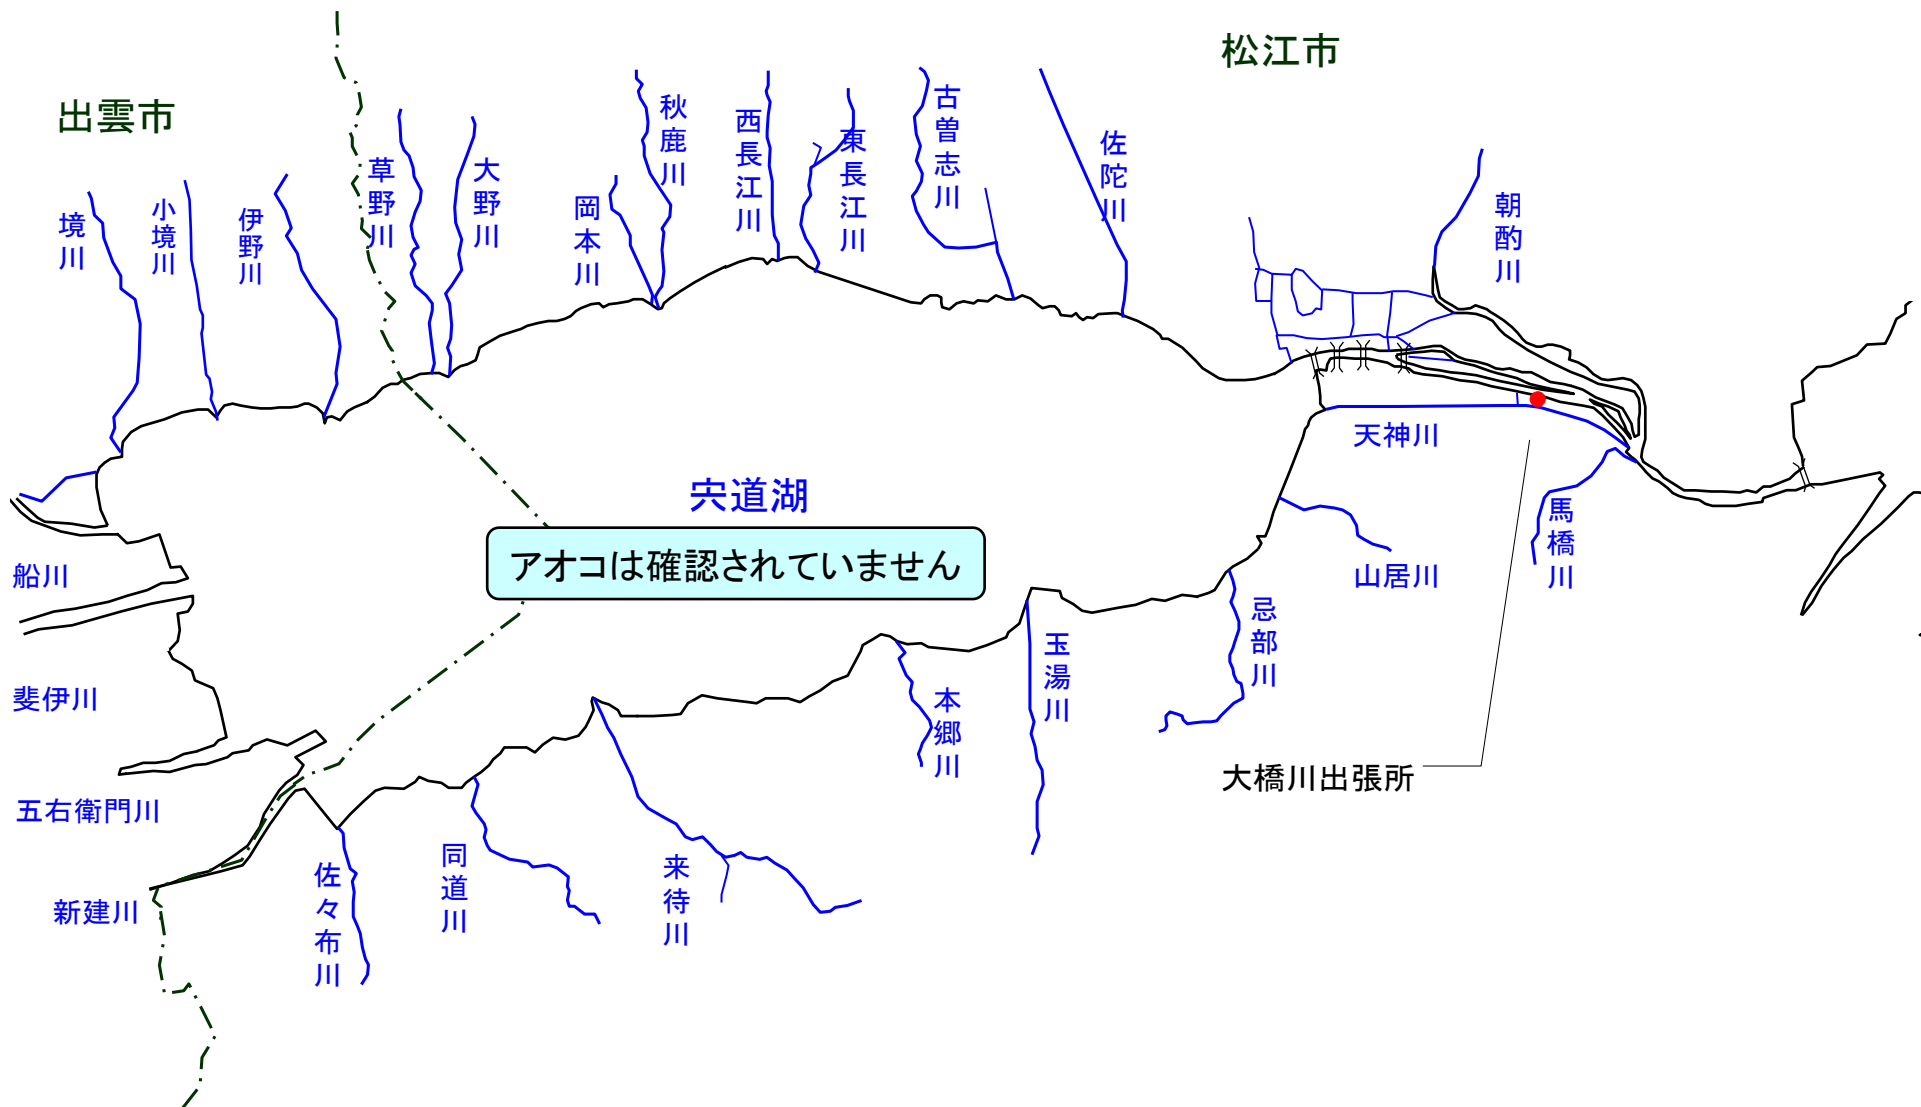 松江市
出雲市
境川
小境川
伊野川
草野川
大野川
岡本川
秋鹿川
西長江川
東長江川
古曽志川
佐陀川
朝酌川
天神川
宍道湖
アオコは確認されていません
馬橋川
山居川
忌部川
玉湯川
本郷川
船川
斐伊川
五右衛門川
新建川
佐々布川
同道川
来待川
大橋川出張所